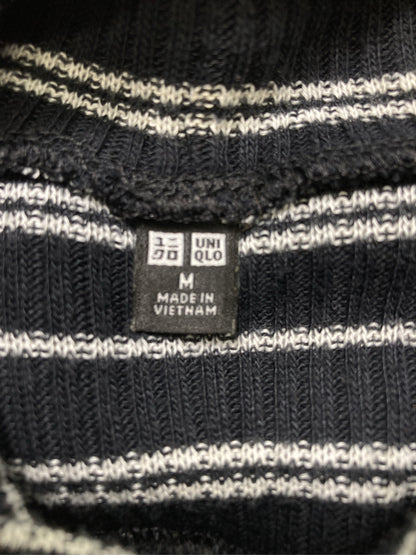 ユニ UNI
クロ QLO
M
MADE IN
VIETNAM